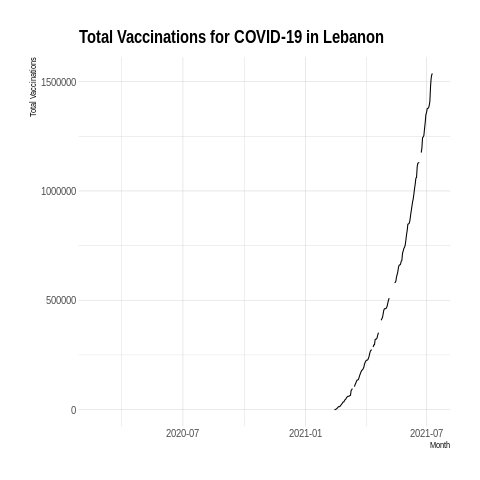 Total Vaccinations for COVID-19 in Lebanon
Total Vaccinations
1500000
1000000
500000
0
2020-07
2021-01
2021-07
Month